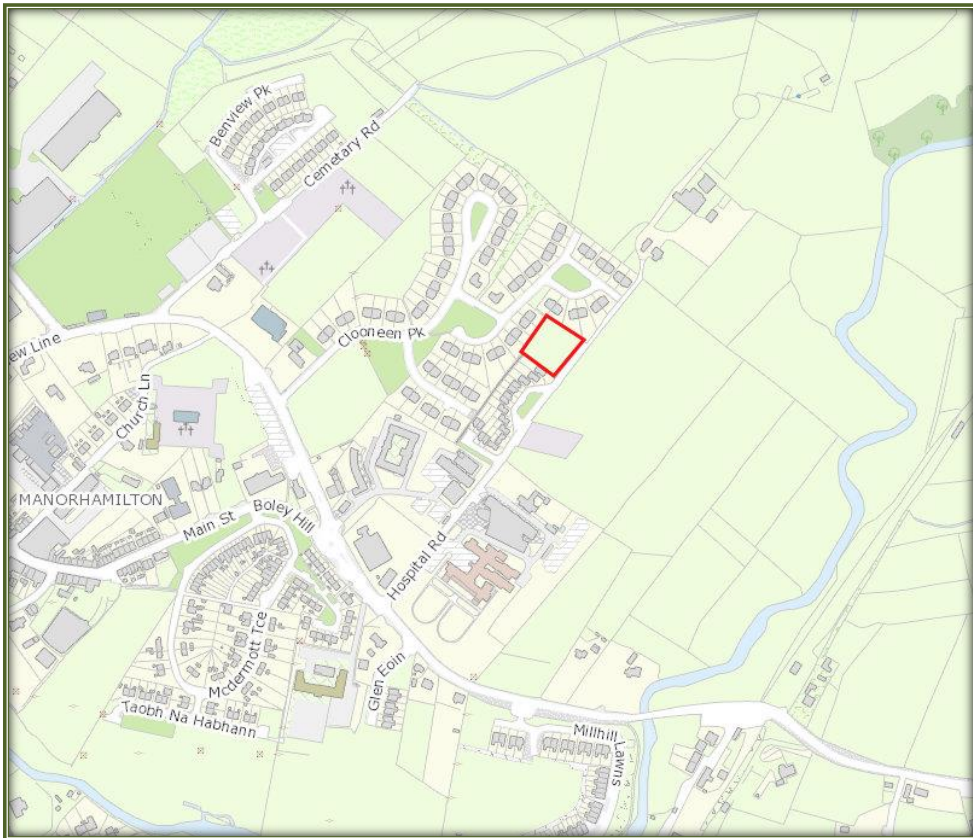 Benview Pk
Cemetary Rd
Clooneen Pk
ew Line
Church Ln
MANORHAMILTON
Main St
Boley Hill
Hospital Rd
Mcdermott Tce
Glen Eoin
Taobh Na Habhann
Millhill Lawns